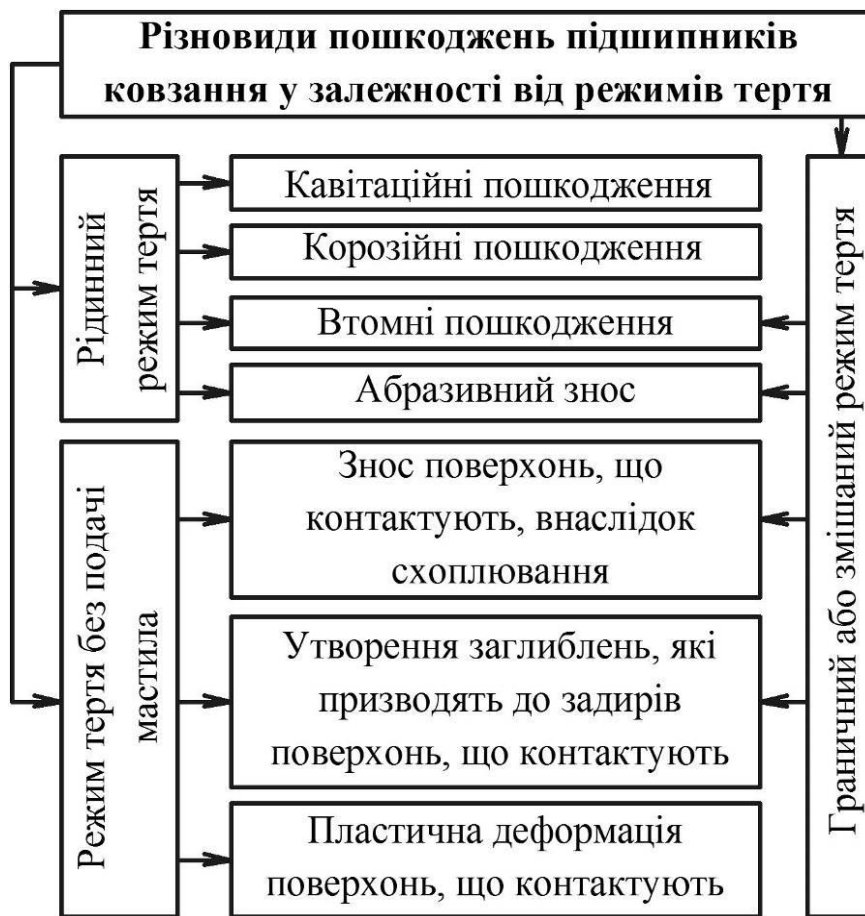 Різновиди пошкоджень підшипників
ковзання у залежності від режимів тертя
Рідинний
режим тертя
Кавітаційні пошкодження
Корозійні пошкодження
Втомні пошкодження
Абразивний знос
Режим тертя без подачі
мастила
Знос поверхонь, що
контактують, внаслідок
схоплювання
Утворення заглиблень, які
призводять до задирів
поверхонь, що контактують
Пластична деформація
поверхонь, що контактують
Граничний або змішаний режим тертя